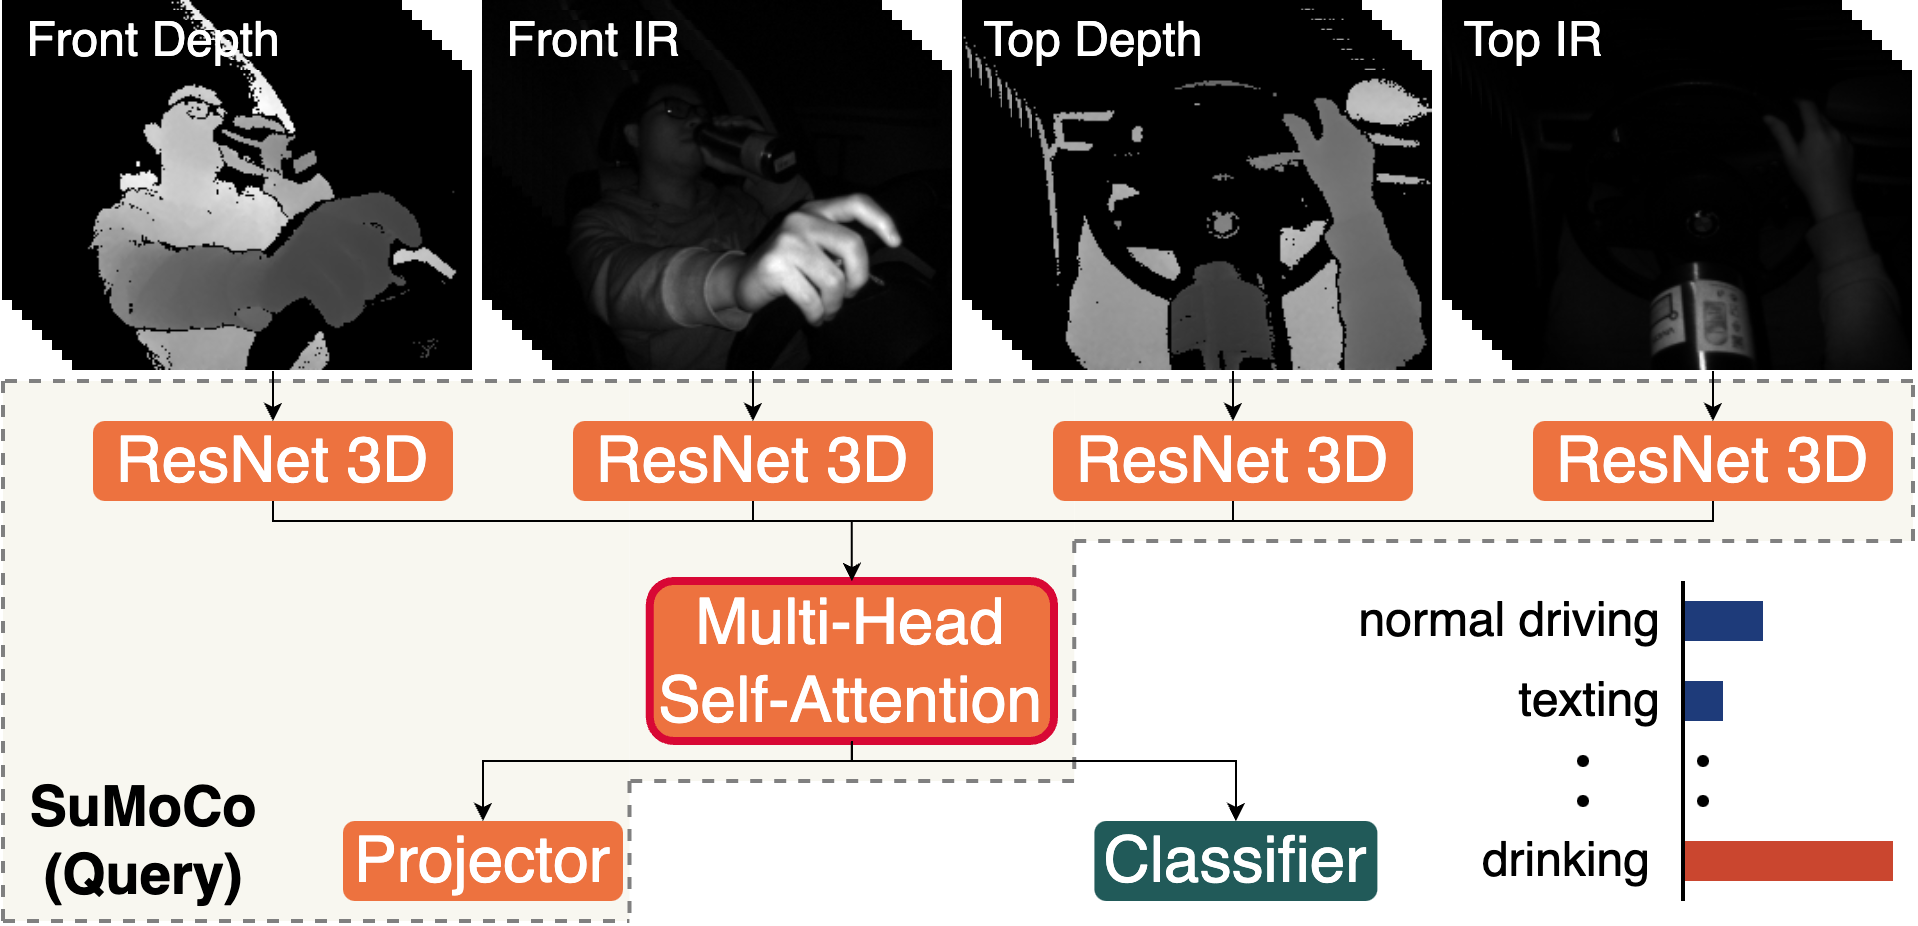 Front Depth
Front IR
Top Depth
Top IR
ResNet 3D
ResNet 3D
ResNet 3D
ResNet 3D
Multi-Head
Self-Attention
normal driving
texting
drinking
SuMoCo
(Query)
Projector
Classifier